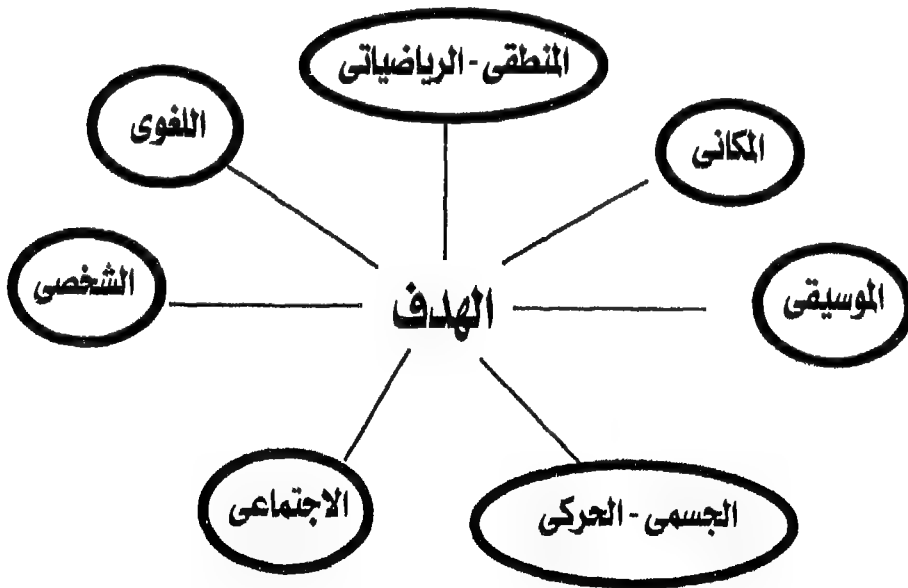 المنطقى - الرياضياتى
اللغوى
المكانى
الشخصى
الموسيقى
الهدف
الاجتماعى
الجسمى - الحركى